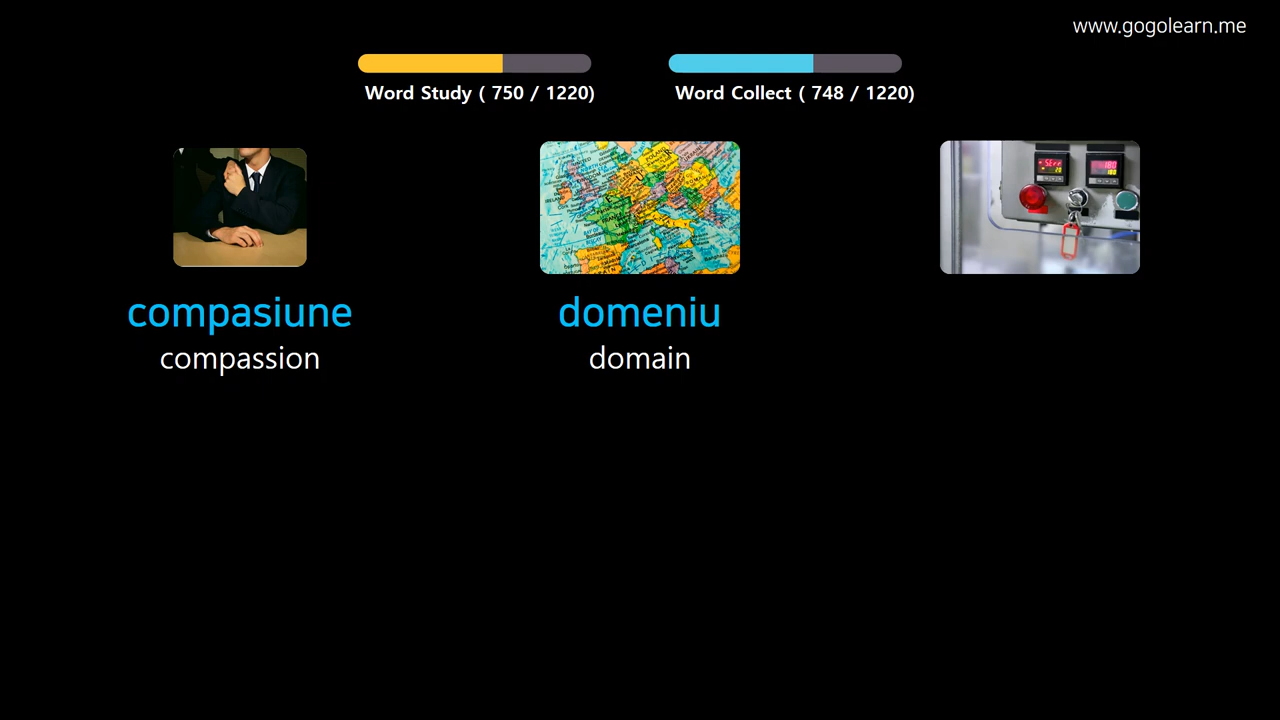 www.gogolearn.me
Word Study ( 750 / 1220)
Word Collect ( 748 / 1220)
compasiune
domeniu
compassion
domain